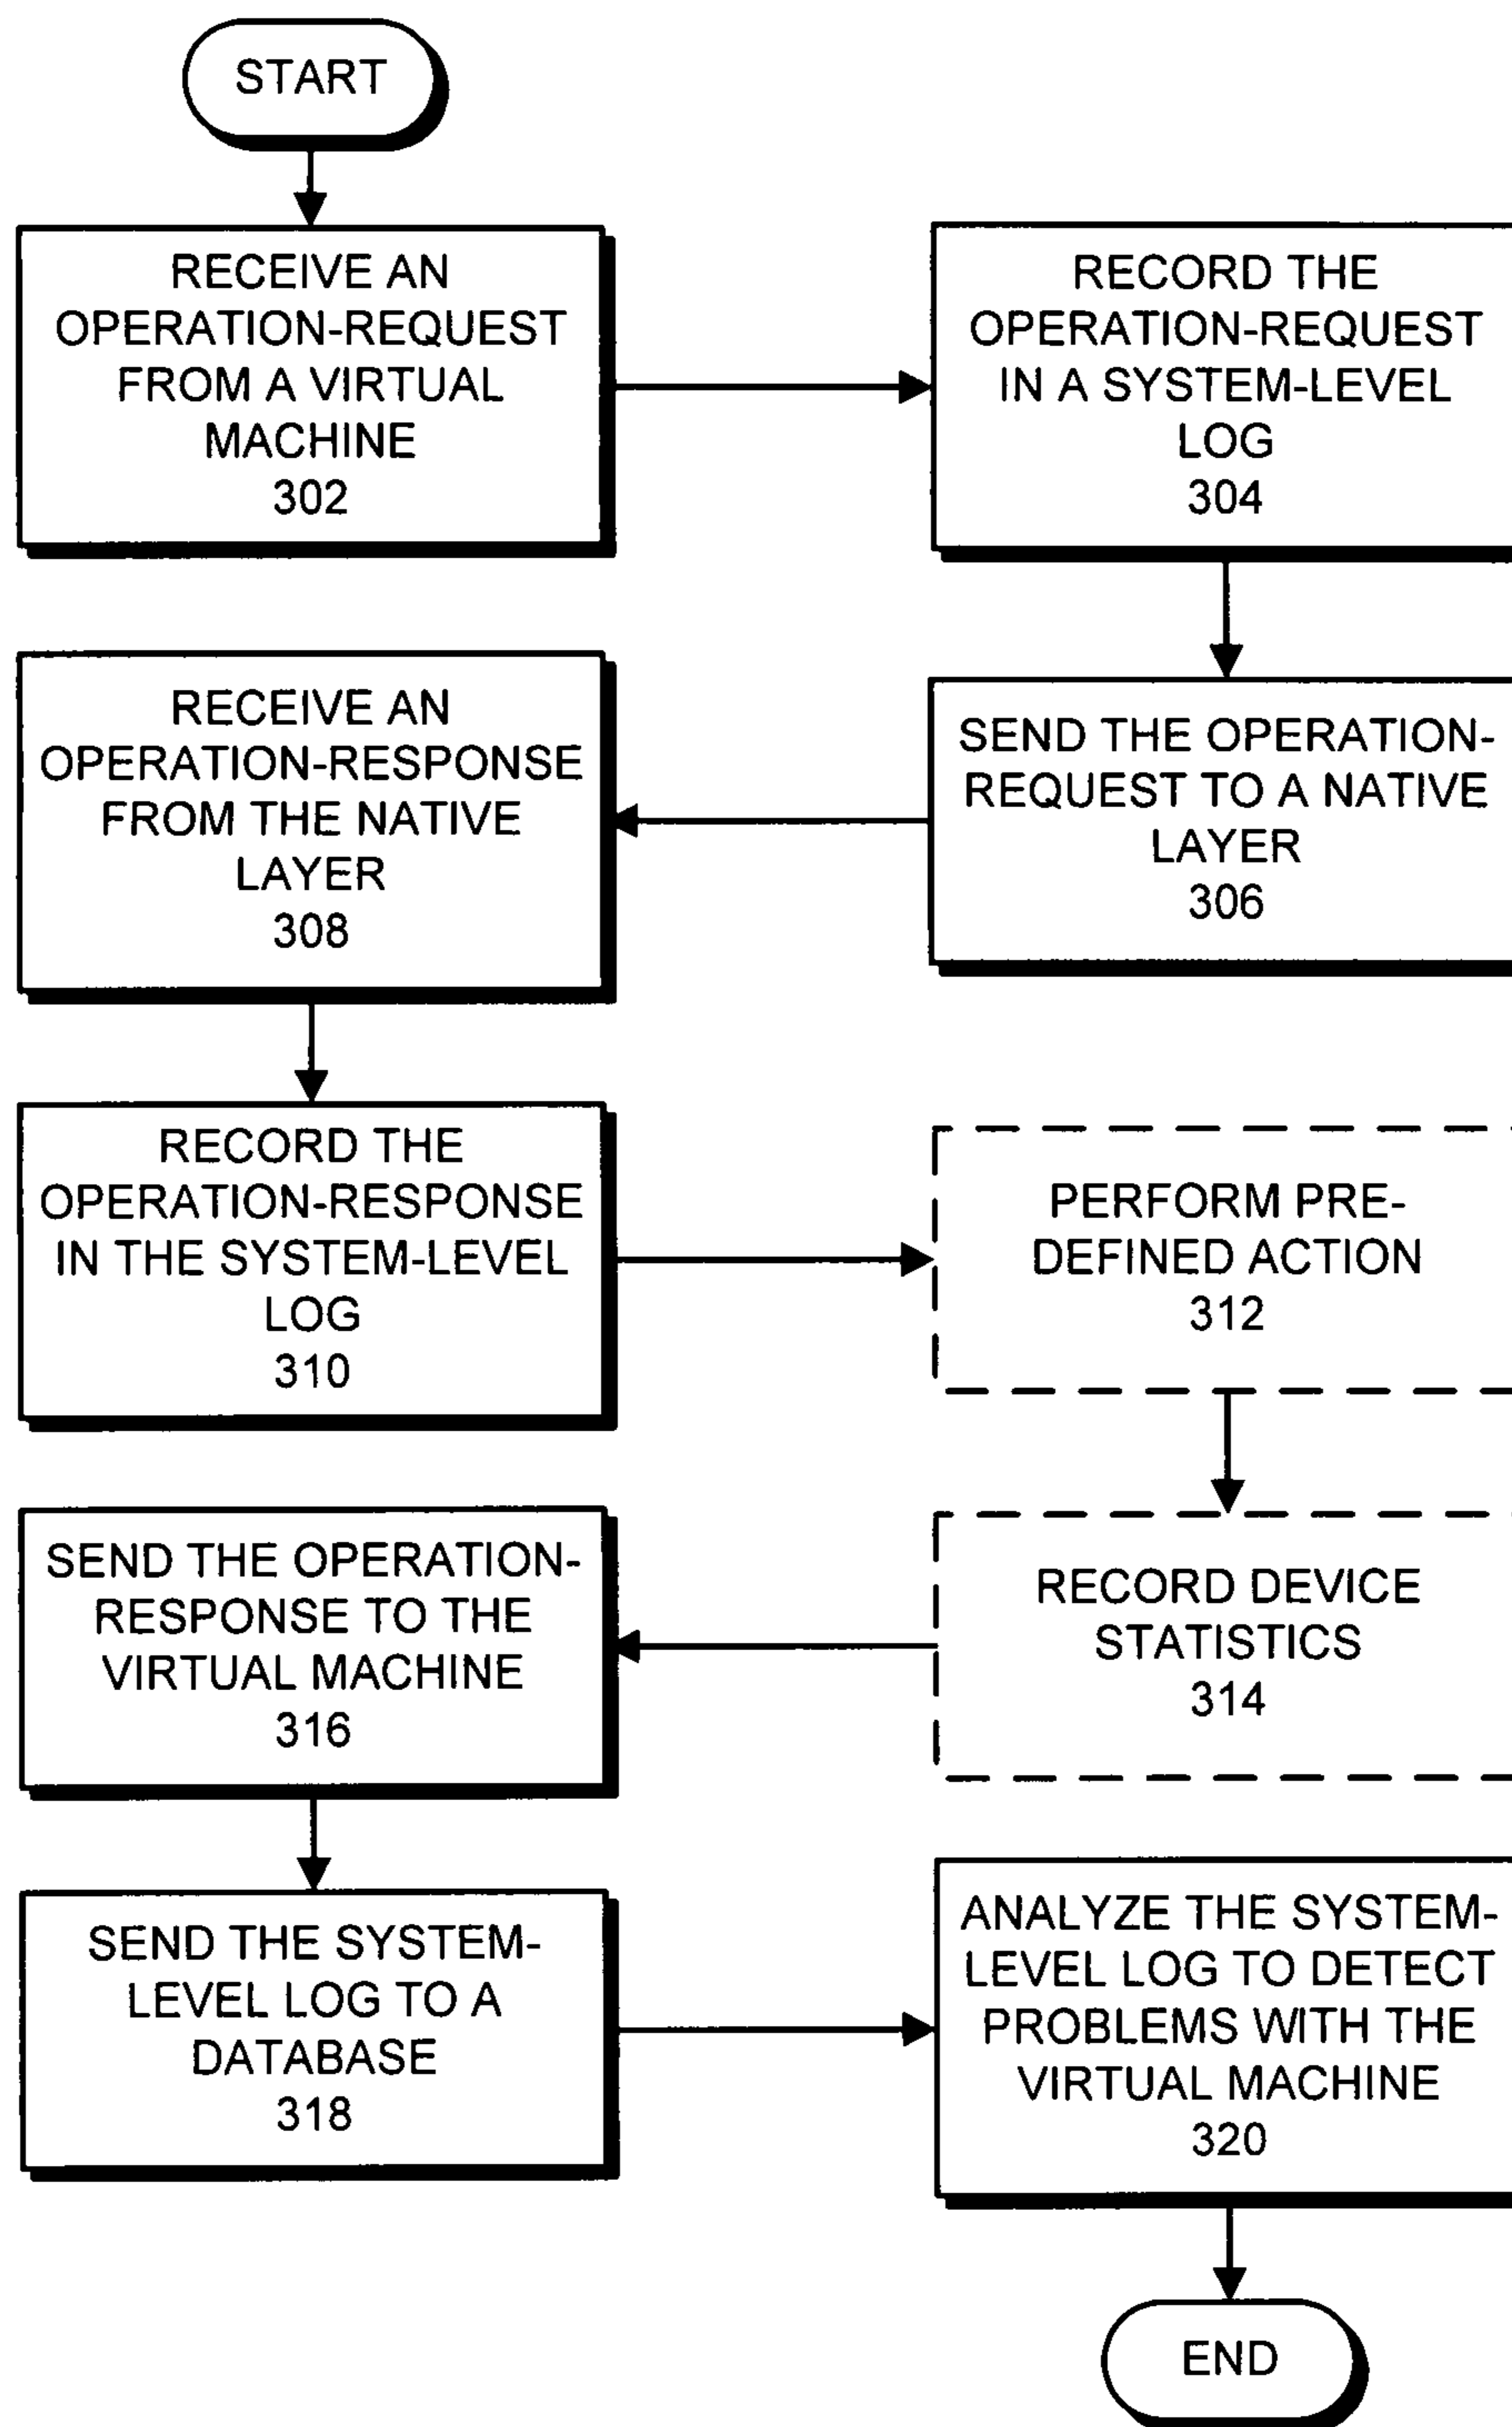 START
RECEIVE AN
OPERATION-REQUEST
FROM A VIRTUAL
MACHINE
302
RECORD THE
OPERATION-REQUEST
IN A SYSTEM-LEVEL
LOG
304
SEND THE OPERATION-
REQUEST TO A NATIVE
LAYER
306
RECEIVE AN
OPERATION-RESPONSE
FROM THE NATIVE
LAYER
308
RECORD THE
OPERATION-RESPONSE
IN THE SYSTEM-LEVEL
LOG
310
PERFORM PRE-
DEFINED ACTION
312
RECORD DEVICE
STATISTICS
314
SEND THE OPERATION-
RESPONSE TO THE
VIRTUAL MACHINE
316
SEND THE SYSTEM-
LEVEL LOG TO A
DATABASE
318
ANALYZE THE SYSTEM-
LEVEL LOG TO DETECT
PROBLEMS WITH THE
VIRTUAL MACHINE
320
END